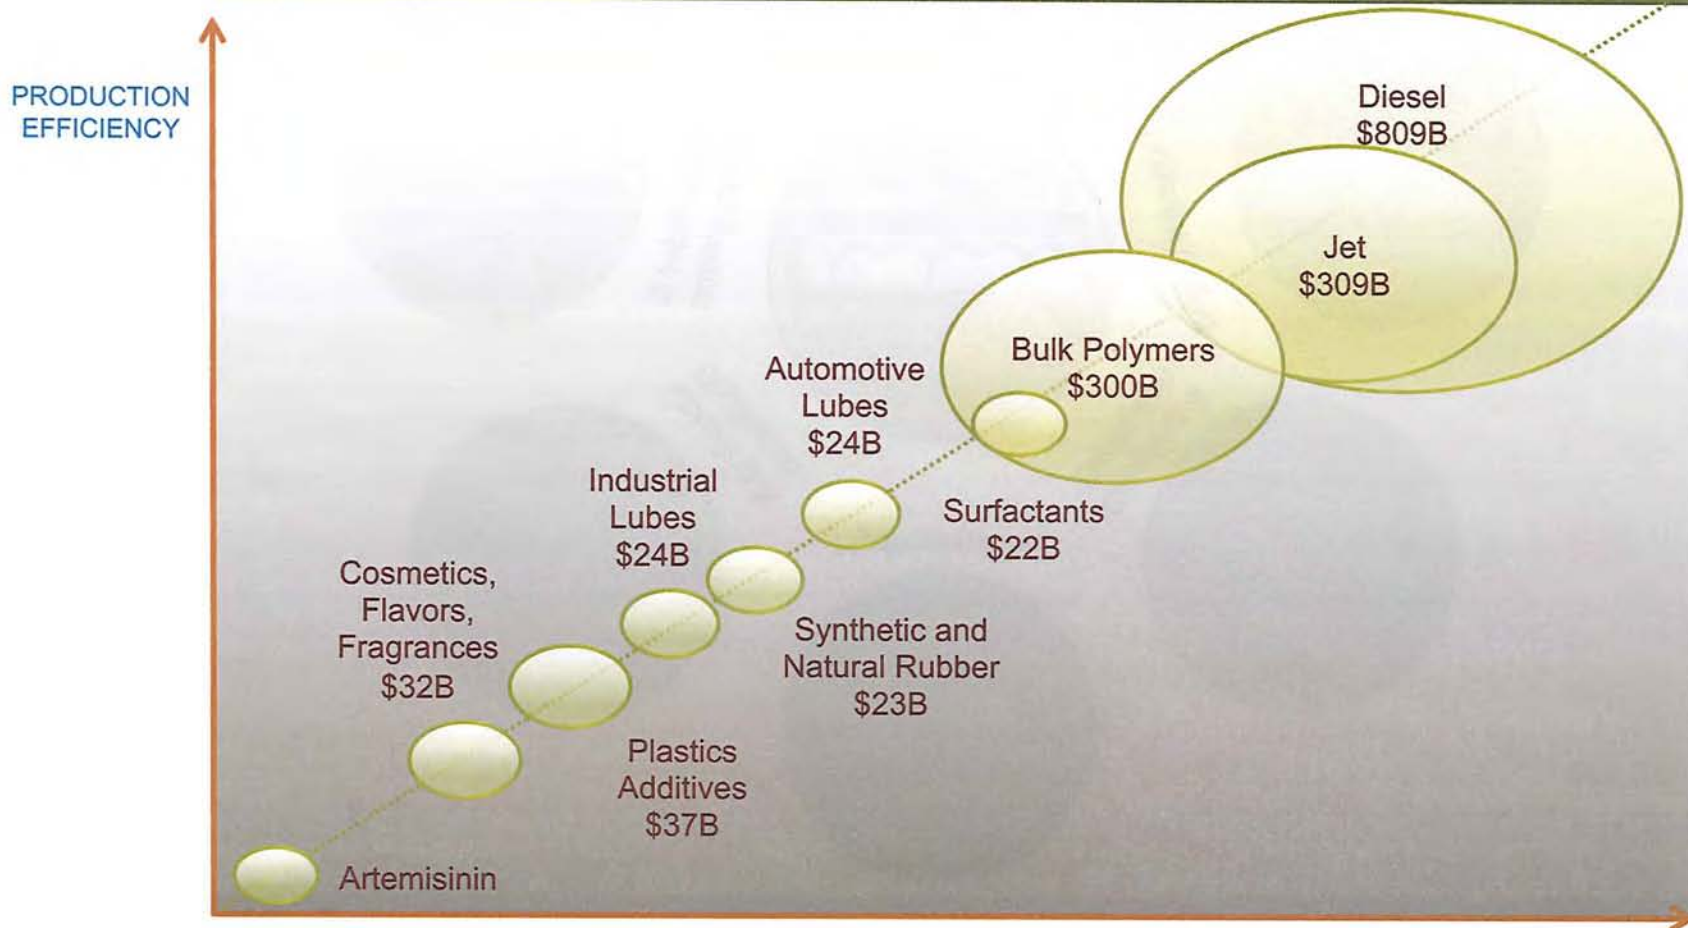 PRODUCTION
EFFICIENCY
Diesel
$809B
Jet
$309B
Bulk Polymers
$300B
Automotive
Lubes
$24B
Surfactants
$22B
Industrial
Lubes
$24B
Synthetic and
Natural Rubber
$23B
Cosmetics,
Flavors,
Fragrances
$32B
Plastics
Additives
$37B
Artemisinin